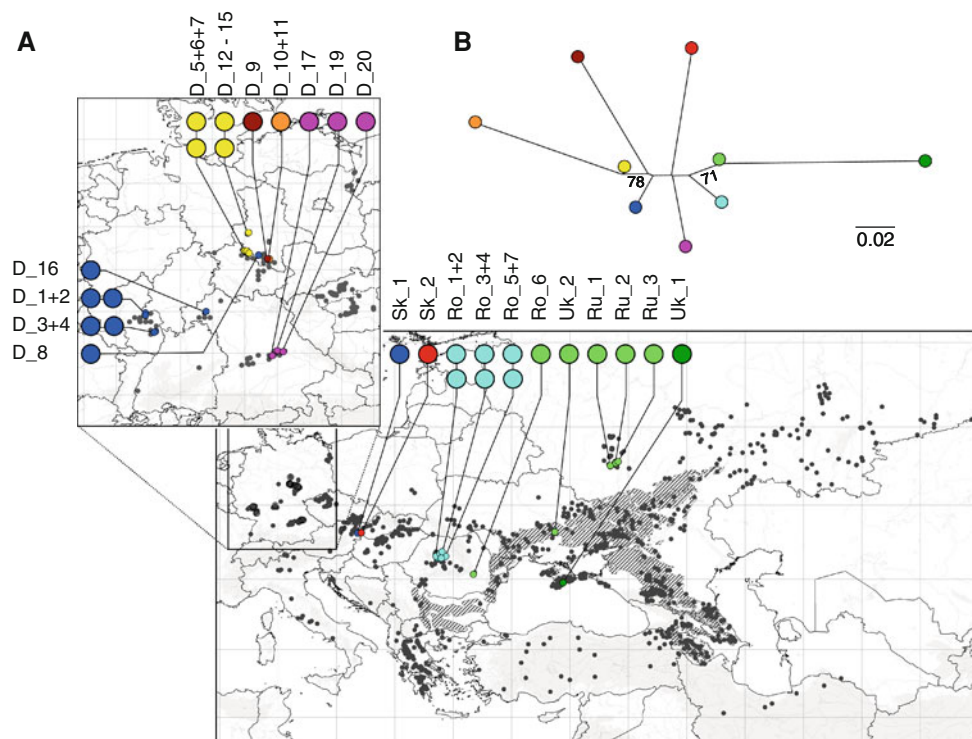 A
D_5+6+7
D_12 - 15
D_9
D_10+11
D_17
D_19
D_20
B
78
71
0.02
D_16
D_1+2
D_3+4
D_8
Sk_1
Sk_2
Ro_1+2
Ro_3+4
Ro_5+7
Ro_6
Uk_2
Ru_1
Ru_2
Ru_3
Uk_1